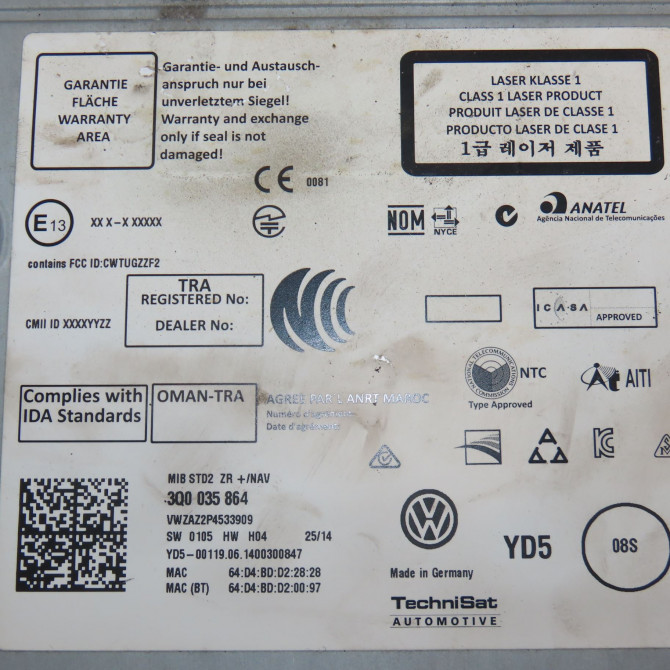 GARANTIE
FLÄCHE
WARRANTY
AREA
Garantie- und Austausch-
anspruch nur bei
unverletztem Siegel!
Warranty and exchange
only if seal is not
damaged!
LASER KLASSE 1
CLASS 1 LASER PRODUCT
PRODUIT LASER DE CLASSE 1
PRODUCTO LASER DE CLASE 1
1급 레이저 제품
CE 0081
E13
XX X-X XXXXX
NOM
NYCE
ANATEL
Agência Nacional de Telecomunicações
contains FCC ID:CWTUGZZF2
CMII ID XXXXYYZZ
TRA
REGISTERED No:
DEALER No:
NCC
ICASA APPROVED
NATIONAL TELECOMMUNICATIONS COMMISSION
NTC
Type Approved
AITI
Complies with
IDA Standards
OMAN-TRA
AGREE PAR L'ANRT MAROC
Numéro d'agrément:
Date d'agrément:
MIB STD2 ZR +/NAV
3Q0 035 864
VWZAZ2P4533909
SW 0105 HW H04 25/14
YD5-00119.06.1400300847
MAC 64:D4:BD:D2:28:28
MAC (BT) 64:D4:BD:D2:00:97
VW
Made in Germany
TechniSat
AUTOMOTIVE
YD5
08S